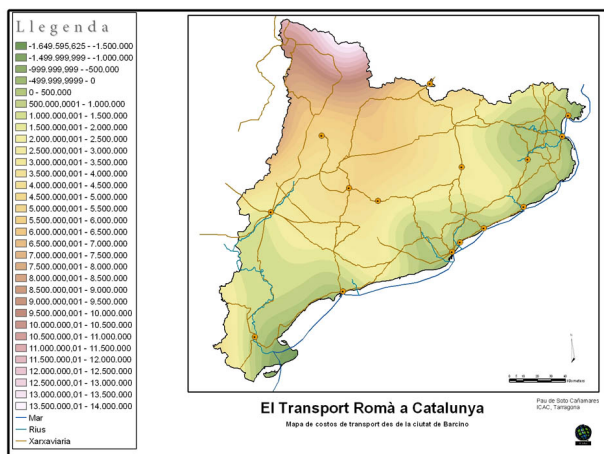 Llegenda
-1.649.595,625 - -1.500.000
-1.499.999,999 - -1.000.000
-999.999,999 - -500.000
-499.999,9999 - 0
0 - 500.000
500.000,0001 - 1.000.000
1.000.000,001 - 1.500.000
1.500.000,001 - 2.000.000
2.000.000,001 - 2.500.000
2.500.000,001 - 3.000.000
3.000.000,001 - 3.500.000
3.500.000,001 - 4.000.000
4.000.000,001 - 4.500.000
4.500.000,001 - 5.000.000
5.000.000,001 - 5.500.000
5.500.000,001 - 6.000.000
6.000.000,001 - 6.500.000
6.500.000,001 - 7.000.000
7.000.000,001 - 7.500.000
7.500.000,001 - 8.000.000
8.000.000,001 - 8.500.000
8.500.000,001 - 9.000.000
9.000.000,001 - 9.500.000
9.500.000,001 - 10.000.000
10.000.000,01 - 10.500.000
10.500.000,01 - 11.000.000
11.000.000,01 - 11.500.000
11.500.000,01 - 12.000.000
12.000.000,01 - 12.500.000
12.500.000,01 - 13.000.000
13.000.000,01 - 13.500.000
13.500.000,01 - 14.000.000
Mar
Rius
Xarxaviaria
El Transport Romà a Catalunya
Mapa de costos de transport des de la ciutat de Barcino
Pau de Soto Cañamares
ICAC, Tarragona